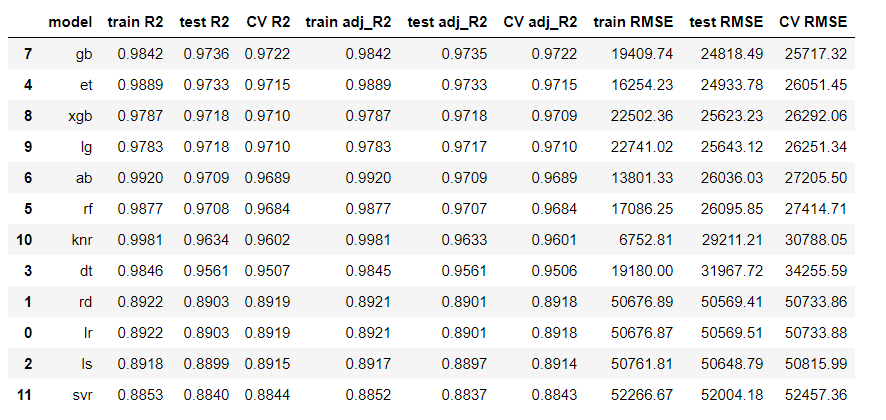 model train R2 test R2 CV R2 train adj_R2 test adj_R2 CV adj_R2 train RMSE test RMSE CV RMSE
7 gb 0.9842 0.9736 0.9722 0.9842 0.9735 0.9722 19409.74 24818.49 25717.32
4 et 0.9889 0.9733 0.9715 0.9889 0.9733 0.9715 16254.23 24933.78 26051.45
8 xgb 0.9787 0.9718 0.9710 0.9787 0.9718 0.9709 22502.36 25623.23 26292.06
9 lg 0.9783 0.9718 0.9710 0.9783 0.9717 0.9710 22741.02 25643.12 26251.34
6 ab 0.9920 0.9709 0.9689 0.9920 0.9709 0.9689 13801.33 26036.03 27205.50
5 rf 0.9877 0.9708 0.9684 0.9877 0.9707 0.9684 17086.25 26095.85 27414.71
10 knr 0.9981 0.9634 0.9602 0.9981 0.9633 0.9601 6752.81 29211.21 30788.05
3 dt 0.9846 0.9561 0.9507 0.9845 0.9561 0.9506 19180.00 31967.72 34255.59
1 rd 0.8922 0.8903 0.8919 0.8921 0.8901 0.8918 50676.89 50569.41 50733.86
0 lr 0.8922 0.8903 0.8919 0.8921 0.8901 0.8918 50676.87 50569.51 50733.88
2 ls 0.8918 0.8899 0.8915 0.8917 0.8897 0.8914 50761.81 50648.79 50815.99
11 svr 0.8853 0.8840 0.8844 0.8852 0.8837 0.8843 52266.67 52004.18 52457.36